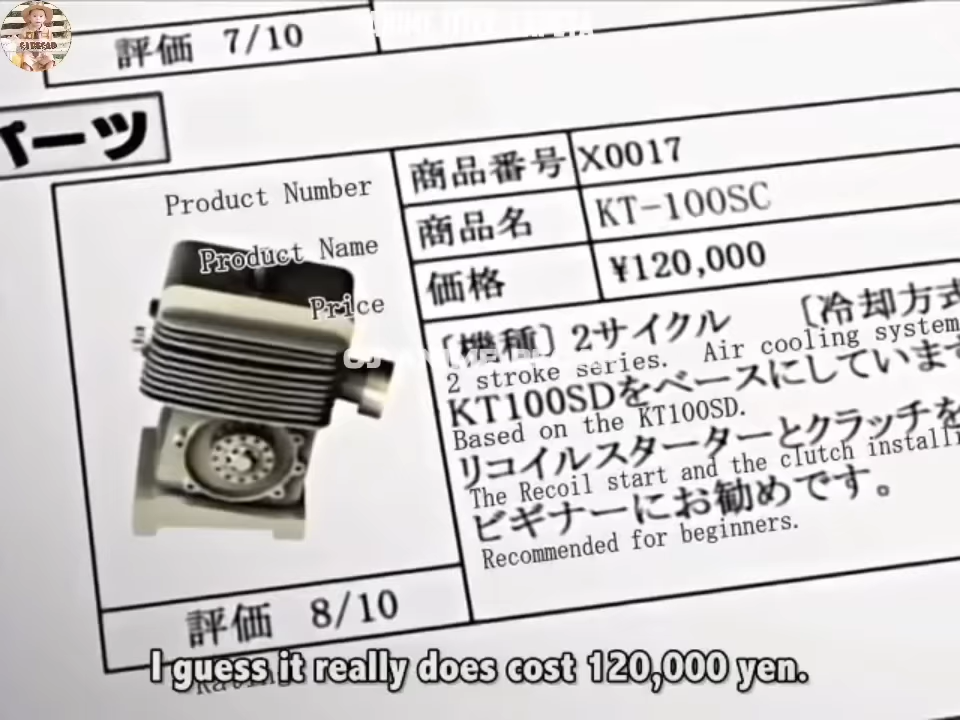 評価 7/10
パーツ
Product Number
商品番号 X0017
Product Name
商品名 KT-100SC
Price
価格 ¥120,000
[機種] 2サイクル [冷却方式
2 stroke series. Air cooling system
KT100SDをベースにしています
Based on the KT100SD.
リコイルスターターとクラッチを
The Recoil start and the clutch installi
ビギナーにお勧めです。
Recommended for beginners.
評価 8/10
Rating
I guess it really does cost 120,000 yen.